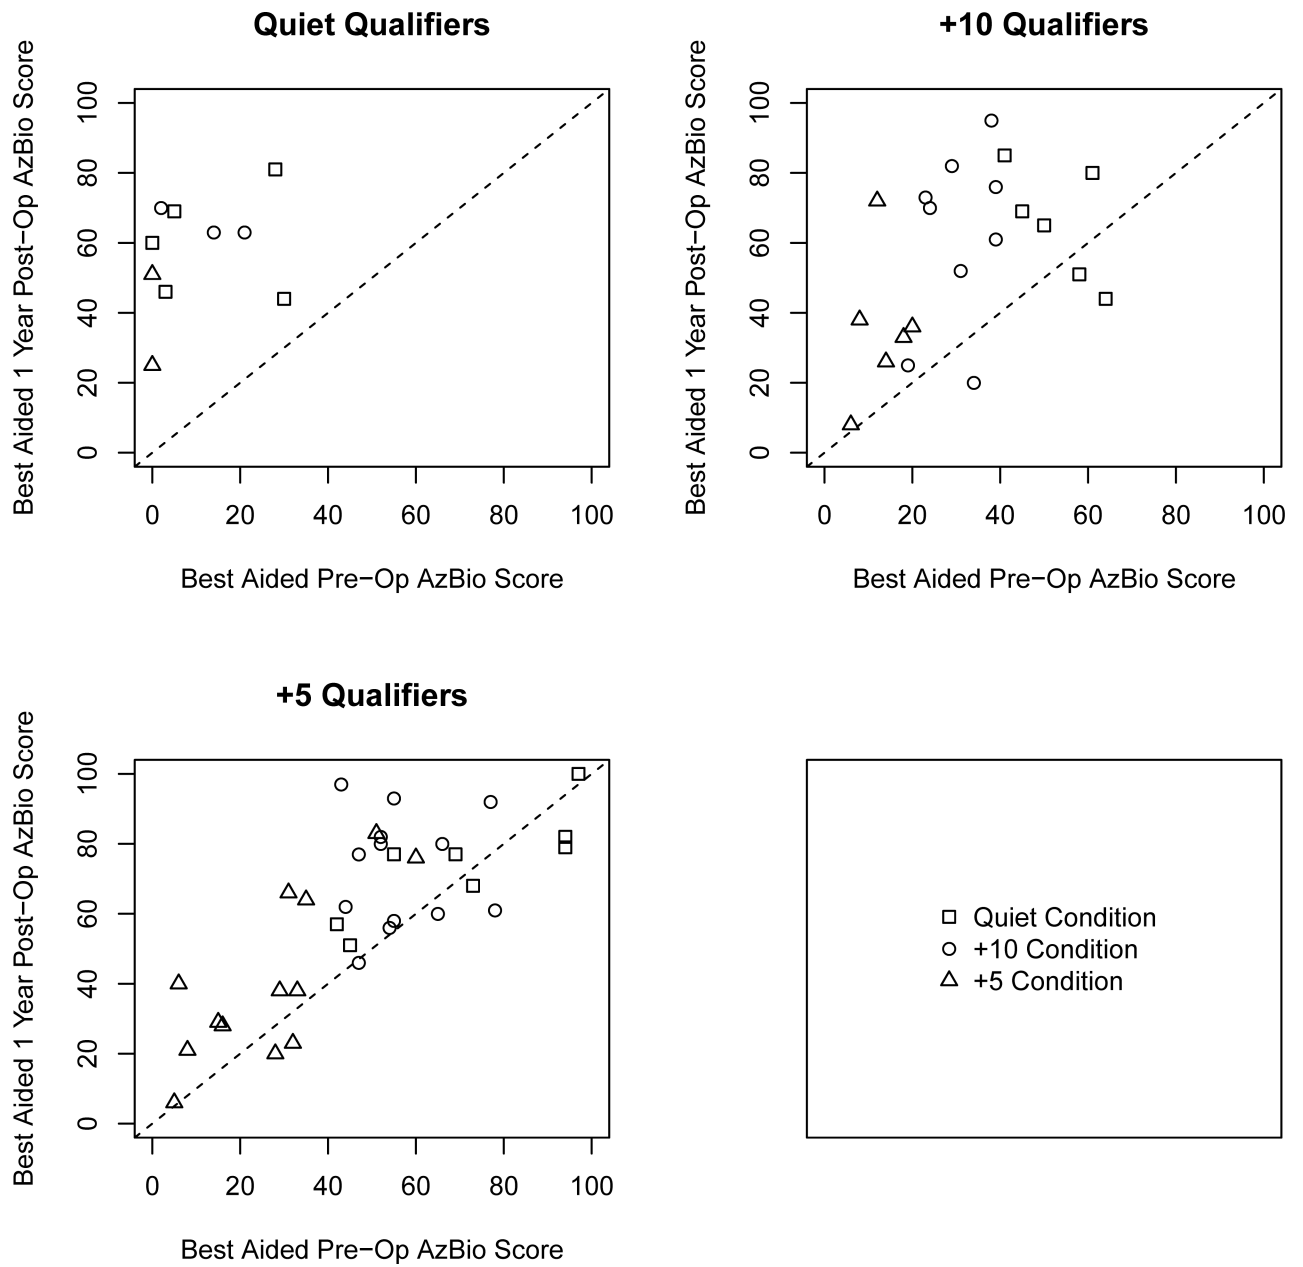 Quiet Qualifiers
Best Aided 1 Year Post−Op AzBio Score
100
80
60
40
20
0
0 20 40 60 80 100
Best Aided Pre−Op AzBio Score
+10 Qualifiers
Best Aided 1 Year Post−Op AzBio Score
100
80
60
40
20
0
0 20 40 60 80 100
Best Aided Pre−Op AzBio Score
+5 Qualifiers
Best Aided 1 Year Post−Op AzBio Score
100
80
60
40
20
0
0 20 40 60 80 100
Best Aided Pre−Op AzBio Score
Quiet Condition
+10 Condition
+5 Condition